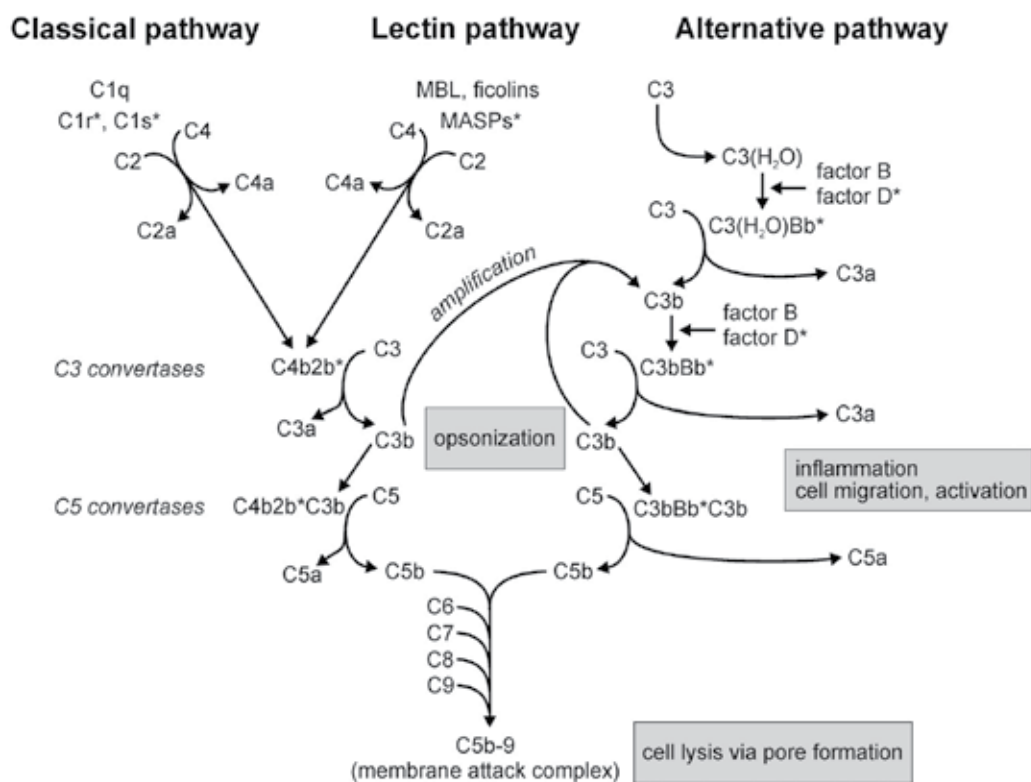 Classical pathway
Lectin pathway
Alternative pathway
C1q
C1r*, C1s*
C4
C2
C4a
C2a
MBL, ficolins
MASPs*
C4
C2
C4a
C2a
C3
C3(H₂O)
factor B
factor D*
C3
C3(H₂O)Bb*
C3a
amplification
C3b
factor B
factor D*
C3 convertases
C4b2b*
C3
C3
C3bBb*
C3a
C3b
opsonization
C3b
C3a
inflammation
cell migration, activation
C5 convertases
C4b2b*C3b
C5
C5
C3bBb*C3b
C5a
C5b
C5b
C5a
C6
C7
C8
C9
C5b-9
(membrane attack complex)
cell lysis via pore formation